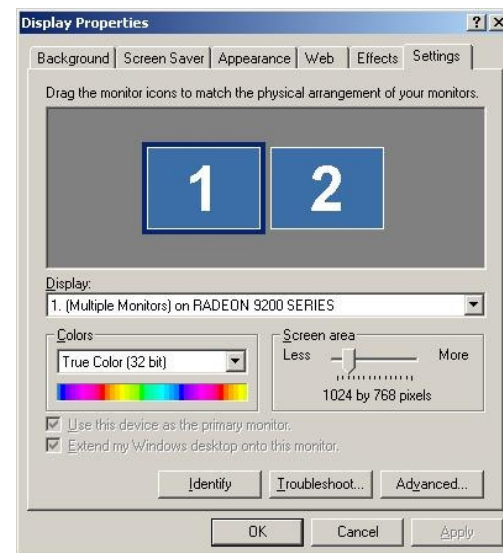 Display Properties
Background Screen Saver Appearance Web Effects Settings
Drag the monitor icons to match the physical arrangement of your monitors.
1 2
Display:
1. (Multiple Monitors) on RADEON 9200 SERIES
Colors
True Color (32 bit)
Screen area
Less More
1024 by 768 pixels
Use this device as the primary monitor.
Extend my Windows desktop onto this monitor.
Identify Troubleshoot... Advanced...
OK Cancel Apply